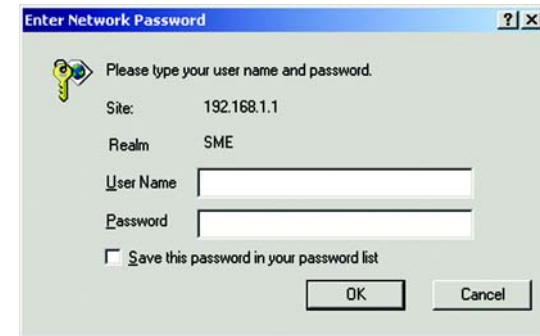 Enter Network Password
Please type your user name and password.
Site: 192.168.1.1
Realm SME
User Name
Password
Save this password in your password list
OK Cancel